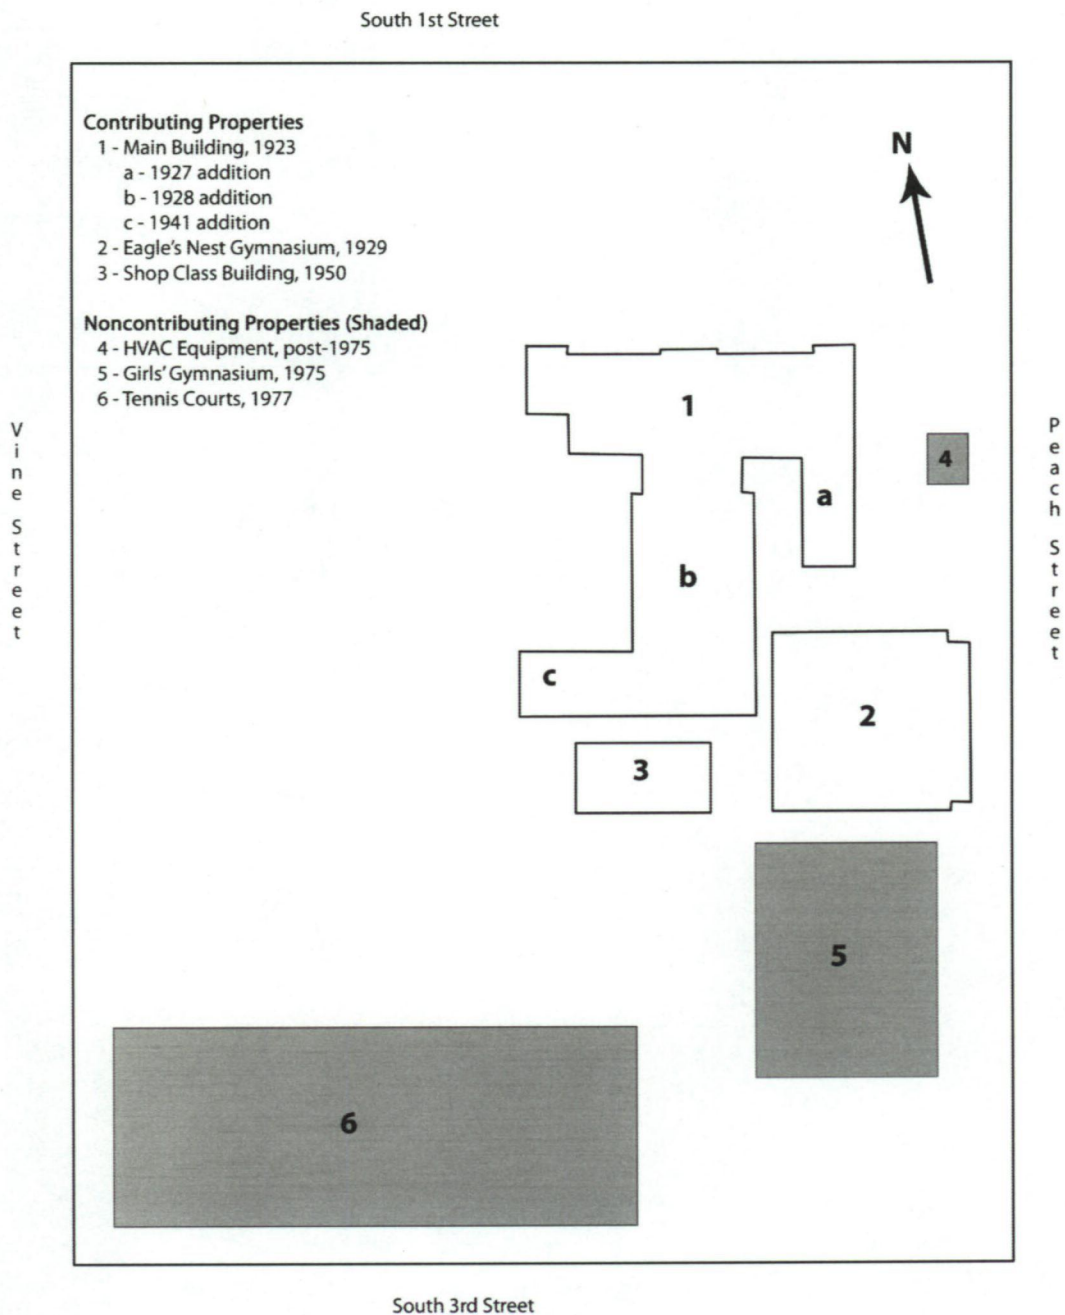 South 1st Street
Contributing Properties
1 - Main Building, 1923
a - 1927 addition
b - 1928 addition
c - 1941 addition
2 - Eagle's Nest Gymnasium, 1929
3 - Shop Class Building, 1950
Noncontributing Properties (Shaded)
4 - HVAC Equipment, post-1975
5 - Girls' Gymnasium, 1975
6 - Tennis Courts, 1977
N
Vine Street
Peach Street
1
4
a
b
c
2
3
5
6
South 3rd Street